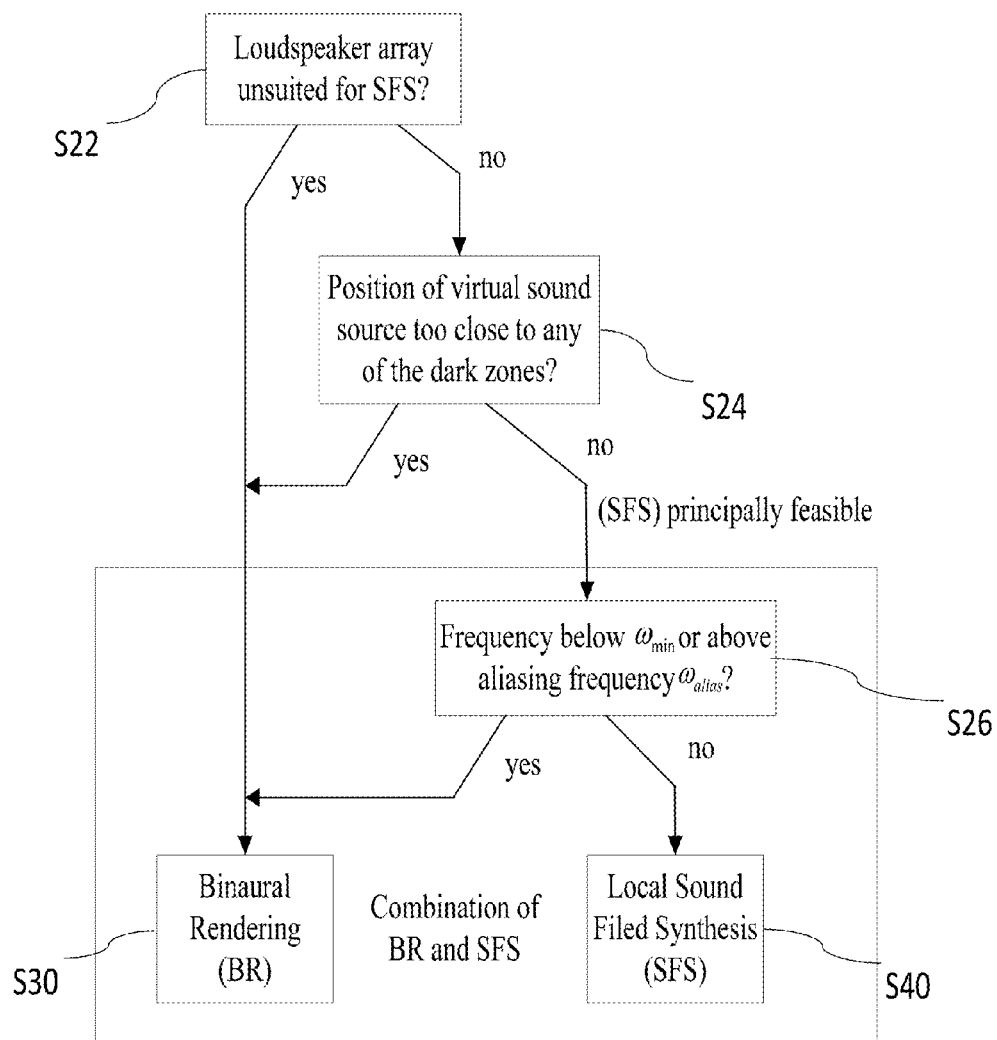 Loudspeaker array
unsuited for SFS?
S22
yes
no
Position of virtual sound
source too close to any
of the dark zones?
S24
yes
no
(SFS) principally feasible
Frequency below ωmin or above
aliasing frequency ωalias?
S26
yes
no
Binaural
Rendering
(BR)
S30
Combination of
BR and SFS
Local Sound
Filed Synthesis
(SFS)
S40